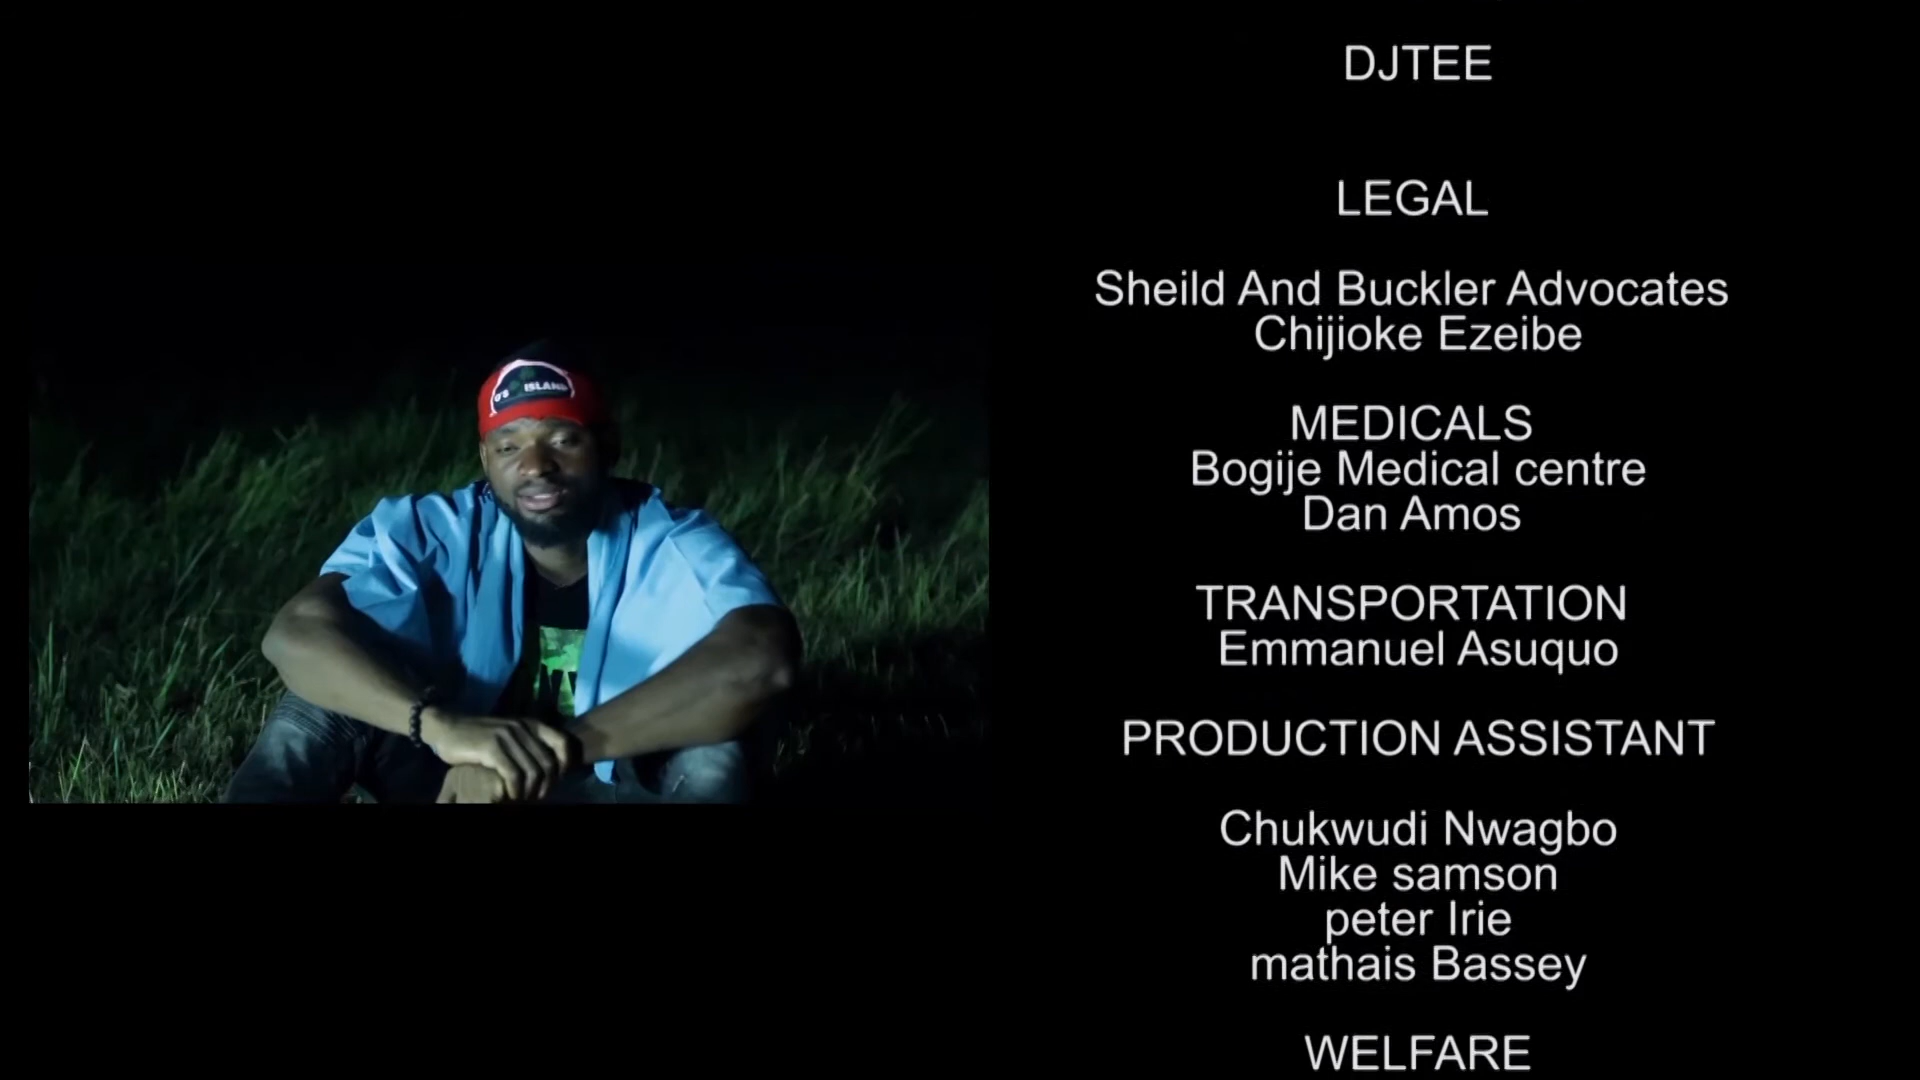 G'S ISLAND
DJTEE
LEGAL
Sheild And Buckler Advocates
Chijioke Ezeibe
MEDICALS
Bogije Medical centre
Dan Amos
TRANSPORTATION
Emmanuel Asuquo
PRODUCTION ASSISTANT
Chukwudi Nwagbo
Mike samson
peter Irie
mathais Bassey
WELFARE